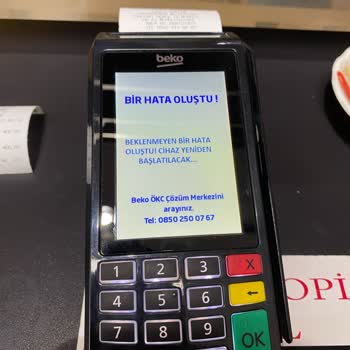 beko
BİR HATA OLUŞTU !
BEKLENMEYEN BİR HATA
OLUŞTU! CİHAZ YENİDEN
BAŞLATILACAK...
Beko ÖKC Çözüm Merkezini
arayınız.
Tel: 0850 250 07 67
1 2 3 X
4 5 6
7 8 9 OK
OPİ
L